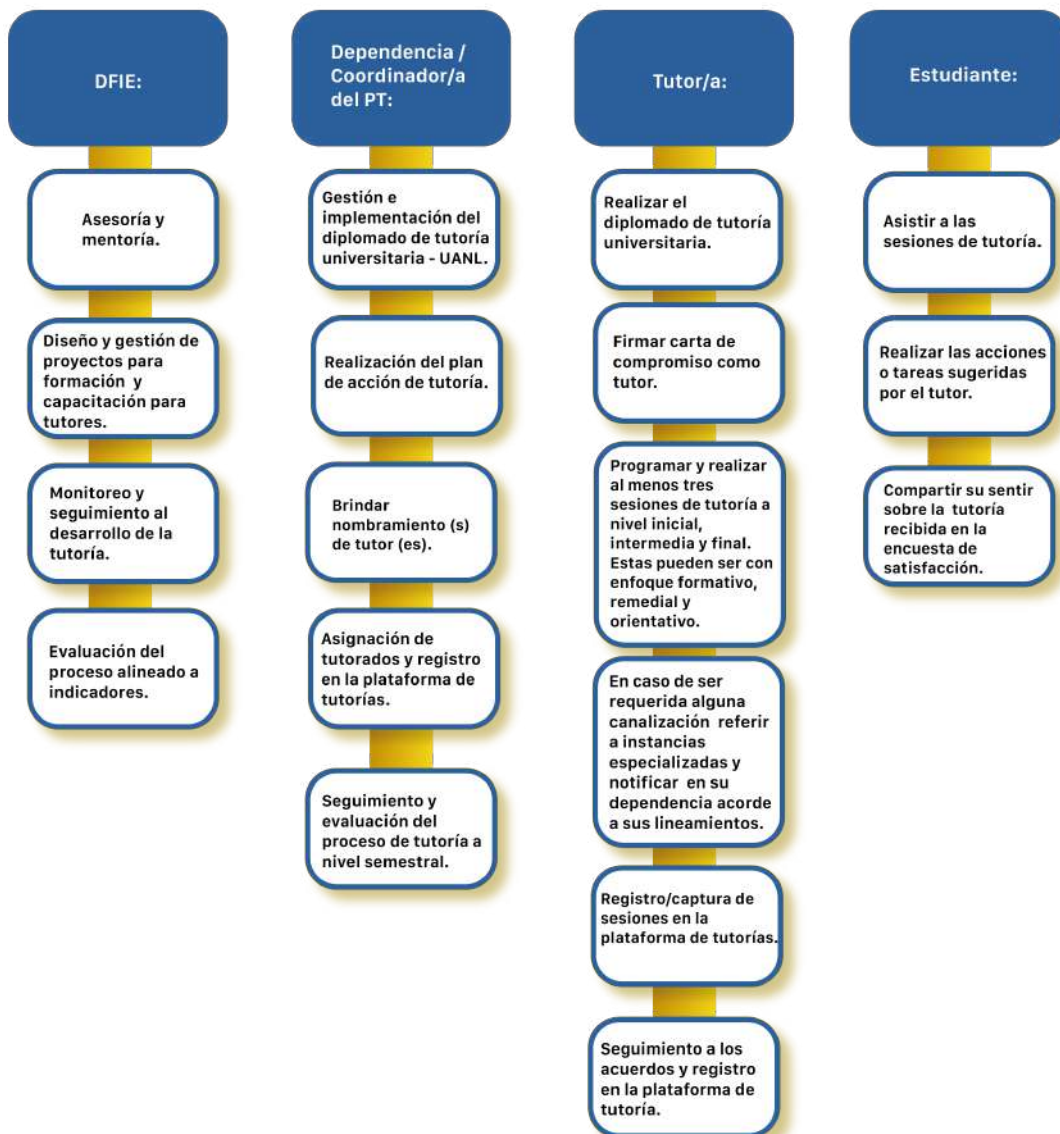 DFIE:
Asesoría y
mentoría.
Diseño y gestión de
proyectos para
formación y
capacitación para
tutores.
Monitoreo y
seguimiento al
desarrollo de la
tutoría.
Evaluación del
proceso alineado a
indicadores.
Dependencia /
Coordinador/a
del PT:
Gestión e
implementación del
diplomado de tutoría
universitaria - UANL.
Realización del plan
de acción de tutoría.
Brindar
nombramiento (s)
de tutor (es).
Asignación de
tutorados y registro
en la plataforma de
tutorías.
Seguimiento y
evaluación del
proceso de tutoría a
nivel semestral.
Tutor/a:
Realizar el
diplomado de tutoría
universitaria.
Firmar carta de
compromiso como
tutor.
Programar y realizar
al menos tres
sesiones de tutoría a
nivel inicial,
intermedia y final.
Estas pueden ser con
enfoque formativo,
remedial y
orientativo.
En caso de ser
requerida alguna
canalización referir
a instancias
especializadas y
notificar en su
dependencia acorde
a sus lineamientos.
Registro/captura de
sesiones en la
plataforma de tutorías.
Seguimiento a los
acuerdos y registro
en la plataforma de
tutoría.
Estudiante:
Asistir a las
sesiones de tutoría.
Realizar las acciones
o tareas sugeridas
por el tutor.
Compartir su sentir
sobre la tutoría
recibida en la
encuesta de
satisfacción.